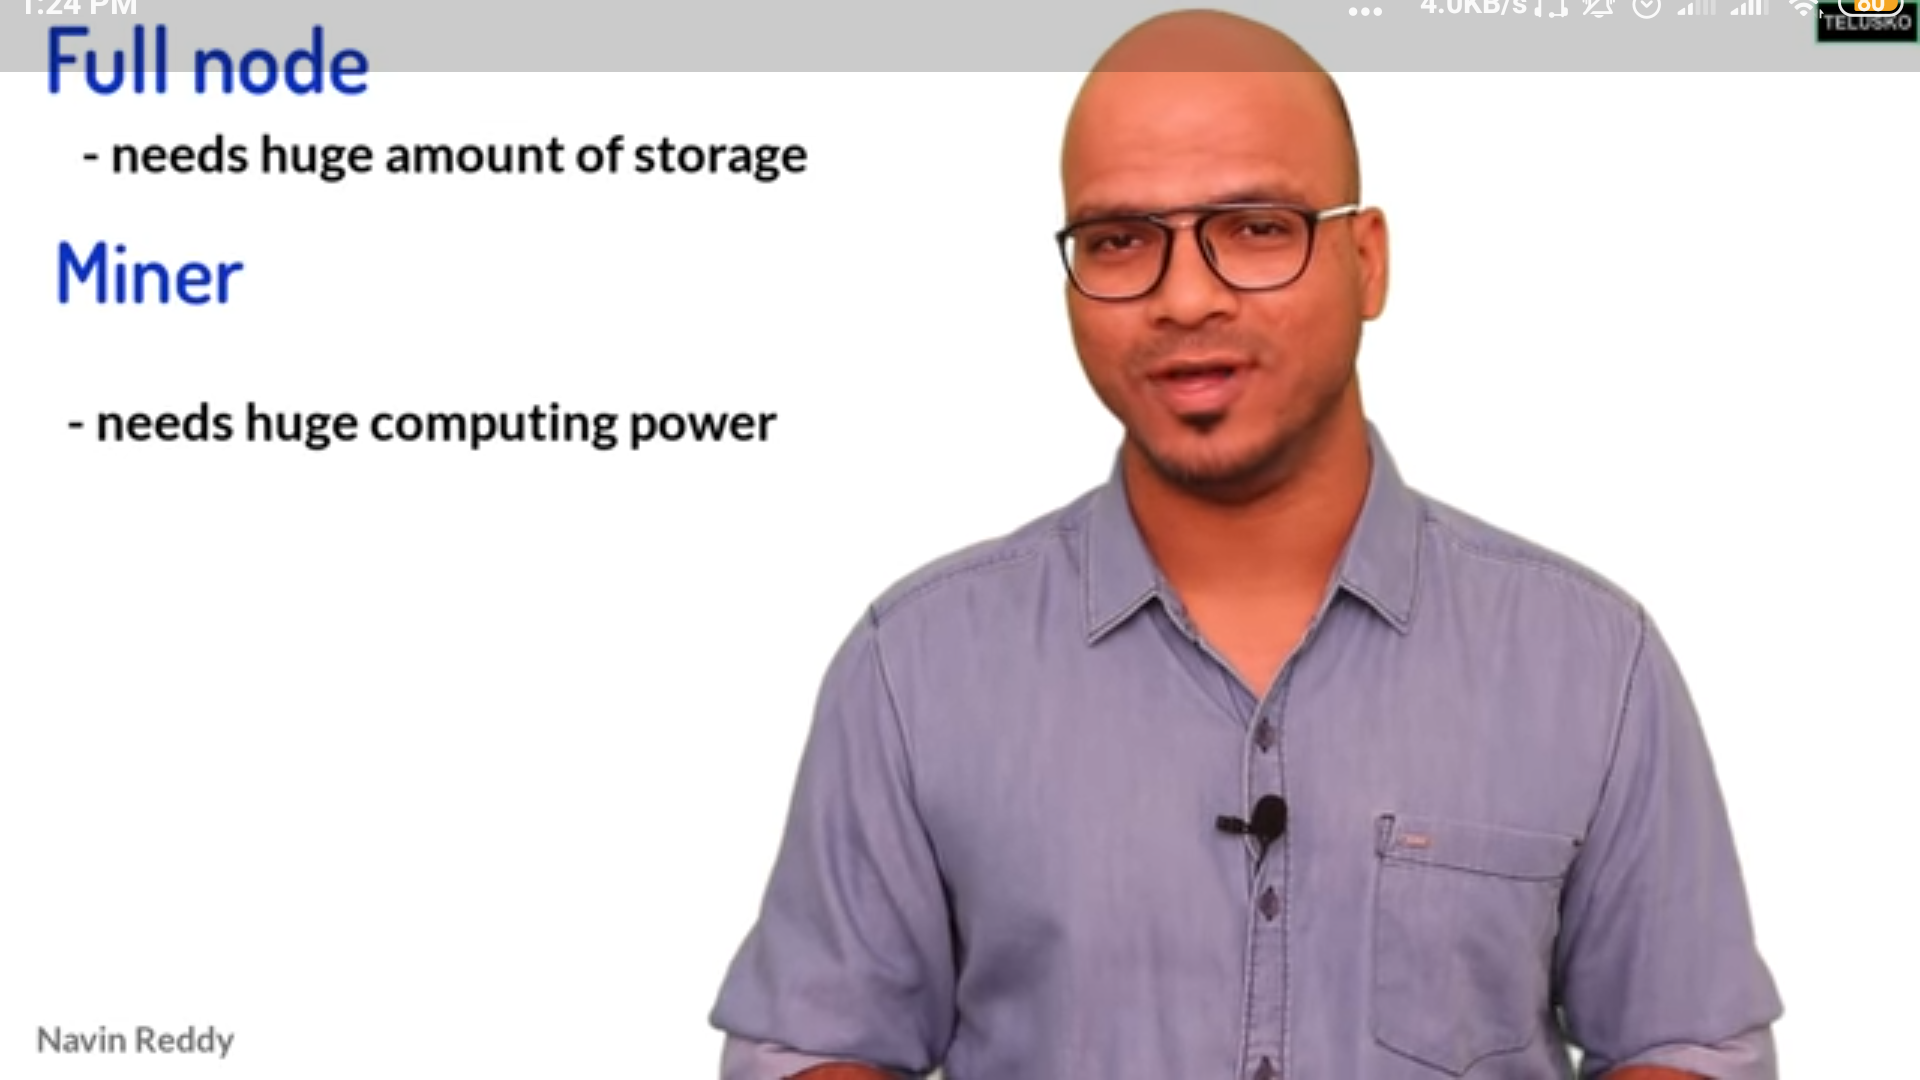 1:24 PM
4.0KB/s
60
TELUSKO
Full node
- needs huge amount of storage
Miner
- needs huge computing power
Navin Reddy